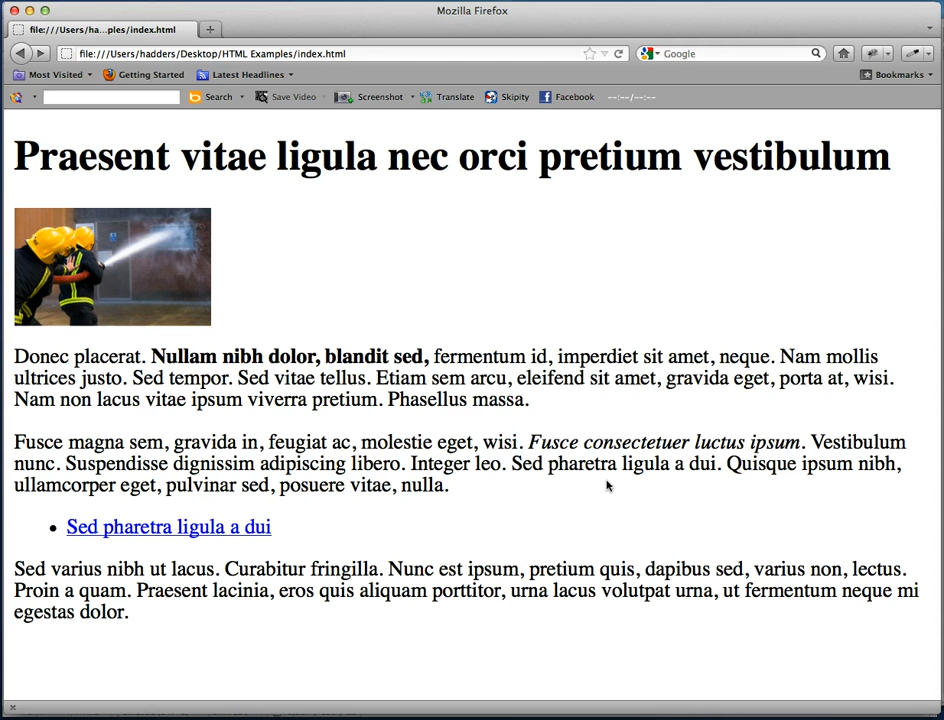 Mozilla Firefox
file:///Users/ha...ples/index.html
file:///Users/hadders/Desktop/HTML Examples/index.html
Google
Most Visited
Getting Started
Latest Headlines
Bookmarks
Search
Save Video
Screenshot
Translate
Skipity
Facebook
--:--/--:--
Praesent vitae ligula nec orci pretium vestibulum
Donec placerat. Nullam nibh dolor, blandit sed, fermentum id, imperdiet sit amet, neque. Nam mollis
ultrices justo. Sed tempor. Sed vitae tellus. Etiam sem arcu, eleifend sit amet, gravida eget, porta at, wisi.
Nam non lacus vitae ipsum viverra pretium. Phasellus massa.
Fusce magna sem, gravida in, feugiat ac, molestie eget, wisi. Fusce consectetuer luctus ipsum. Vestibulum
nunc. Suspendisse dignissim adipiscing libero. Integer leo. Sed pharetra ligula a dui. Quisque ipsum nibh,
ullamcorper eget, pulvinar sed, posuere vitae, nulla.
• Sed pharetra ligula a dui
Sed varius nibh ut lacus. Curabitur fringilla. Nunc est ipsum, pretium quis, dapibus sed, varius non, lectus.
Proin a quam. Praesent lacinia, eros quis aliquam porttitor, urna lacus volutpat urna, ut fermentum neque mi
egestas dolor.